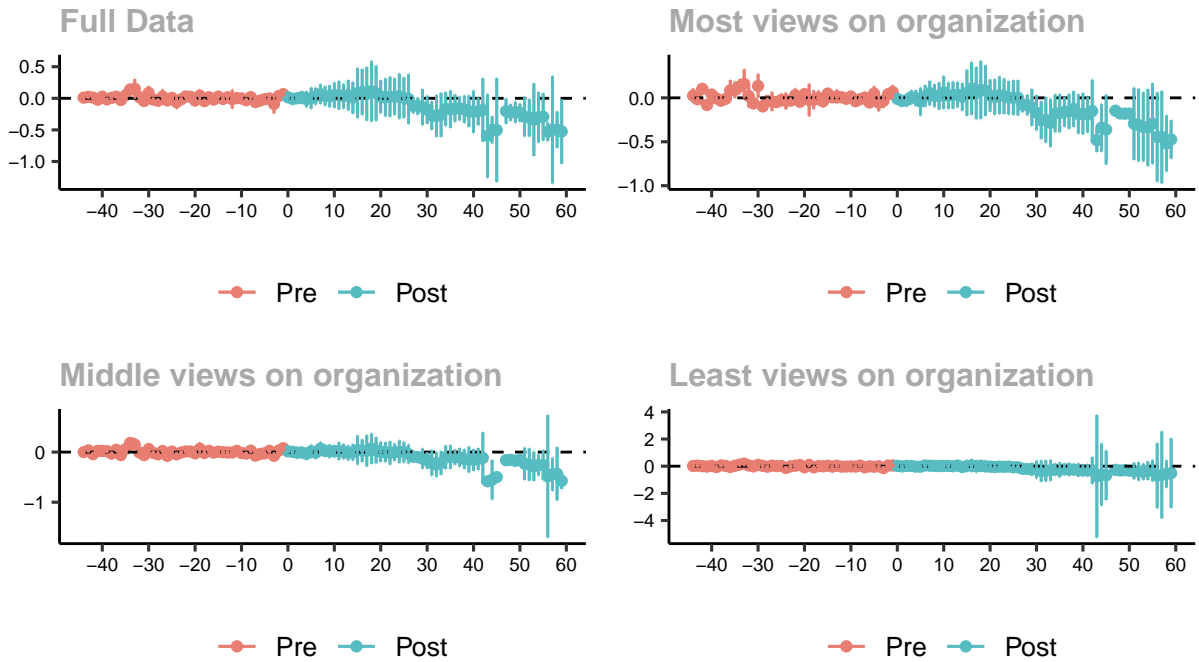 Full Data
0.5
0.0
−0.5
−1.0
−40 −30 −20 −10 0 10 20 30 40 50 60
Pre Post
Most views on organization
0.0
−0.5
−1.0
−40 −30 −20 −10 0 10 20 30 40 50 60
Pre Post
Middle views on organization
0
−1
−40 −30 −20 −10 0 10 20 30 40 50 60
Pre Post
Least views on organization
4
2
0
−2
−4
−40 −30 −20 −10 0 10 20 30 40 50 60
Pre Post